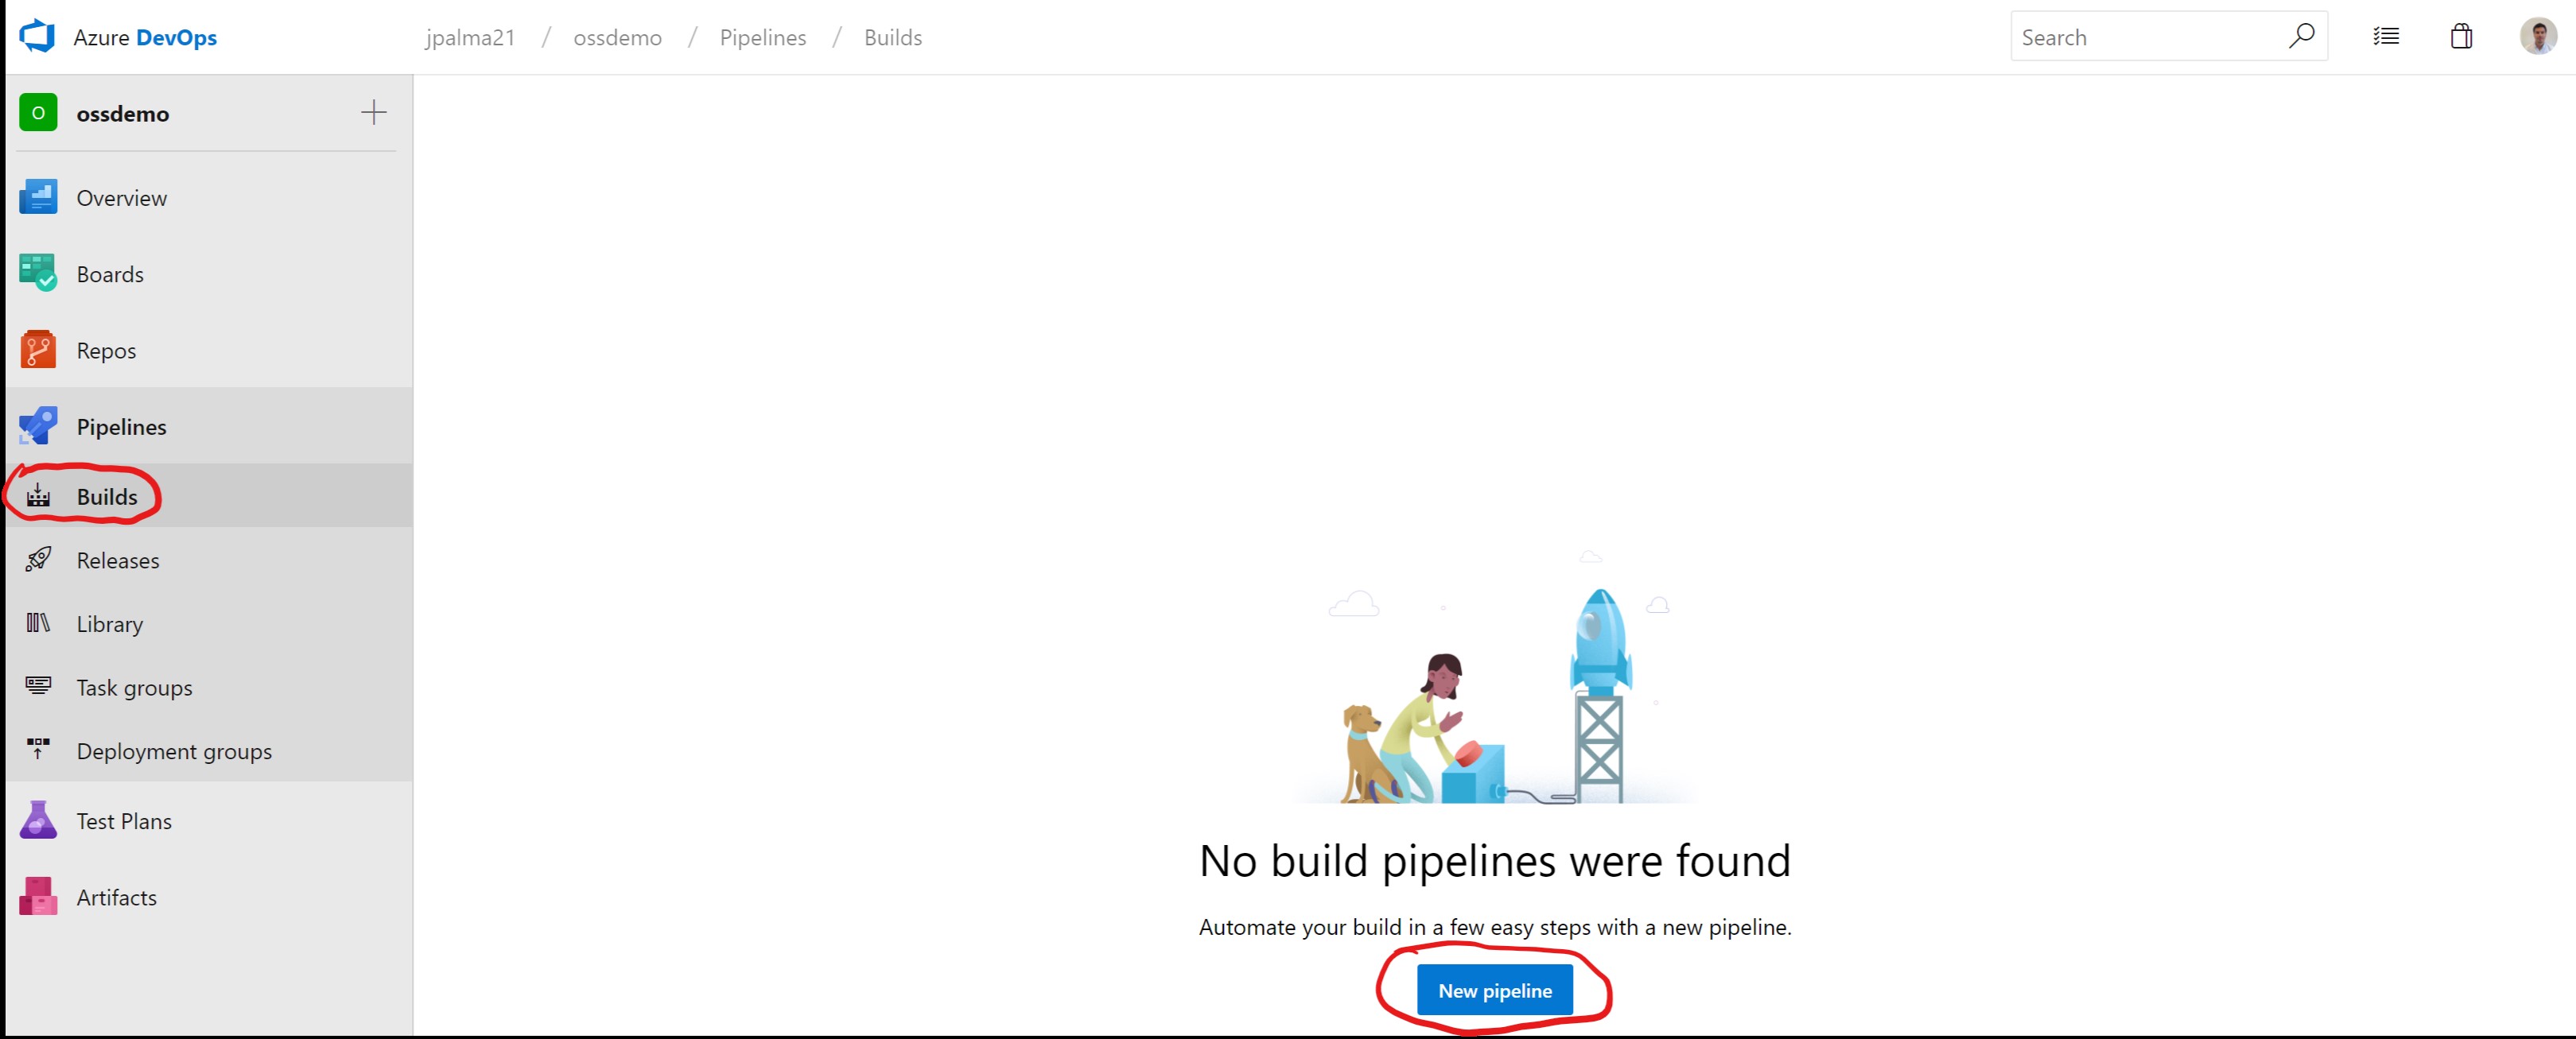 Azure DevOps
jpalma21 / ossdemo / Pipelines / Builds
Search
O
ossdemo
Overview
Boards
Repos
Pipelines
Builds
Releases
Library
Task groups
Deployment groups
Test Plans
Artifacts
No build pipelines were found
Automate your build in a few easy steps with a new pipeline.
New pipeline